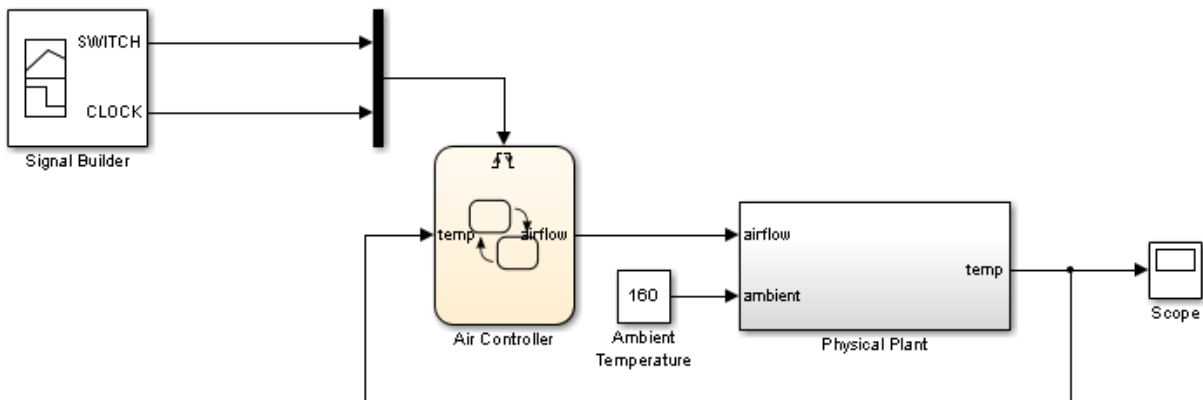 SWITCH
CLOCK
Signal Builder
temp
airflow
Air Controller
160
Ambient
Temperature
airflow
ambient
temp
Physical Plant
Scope